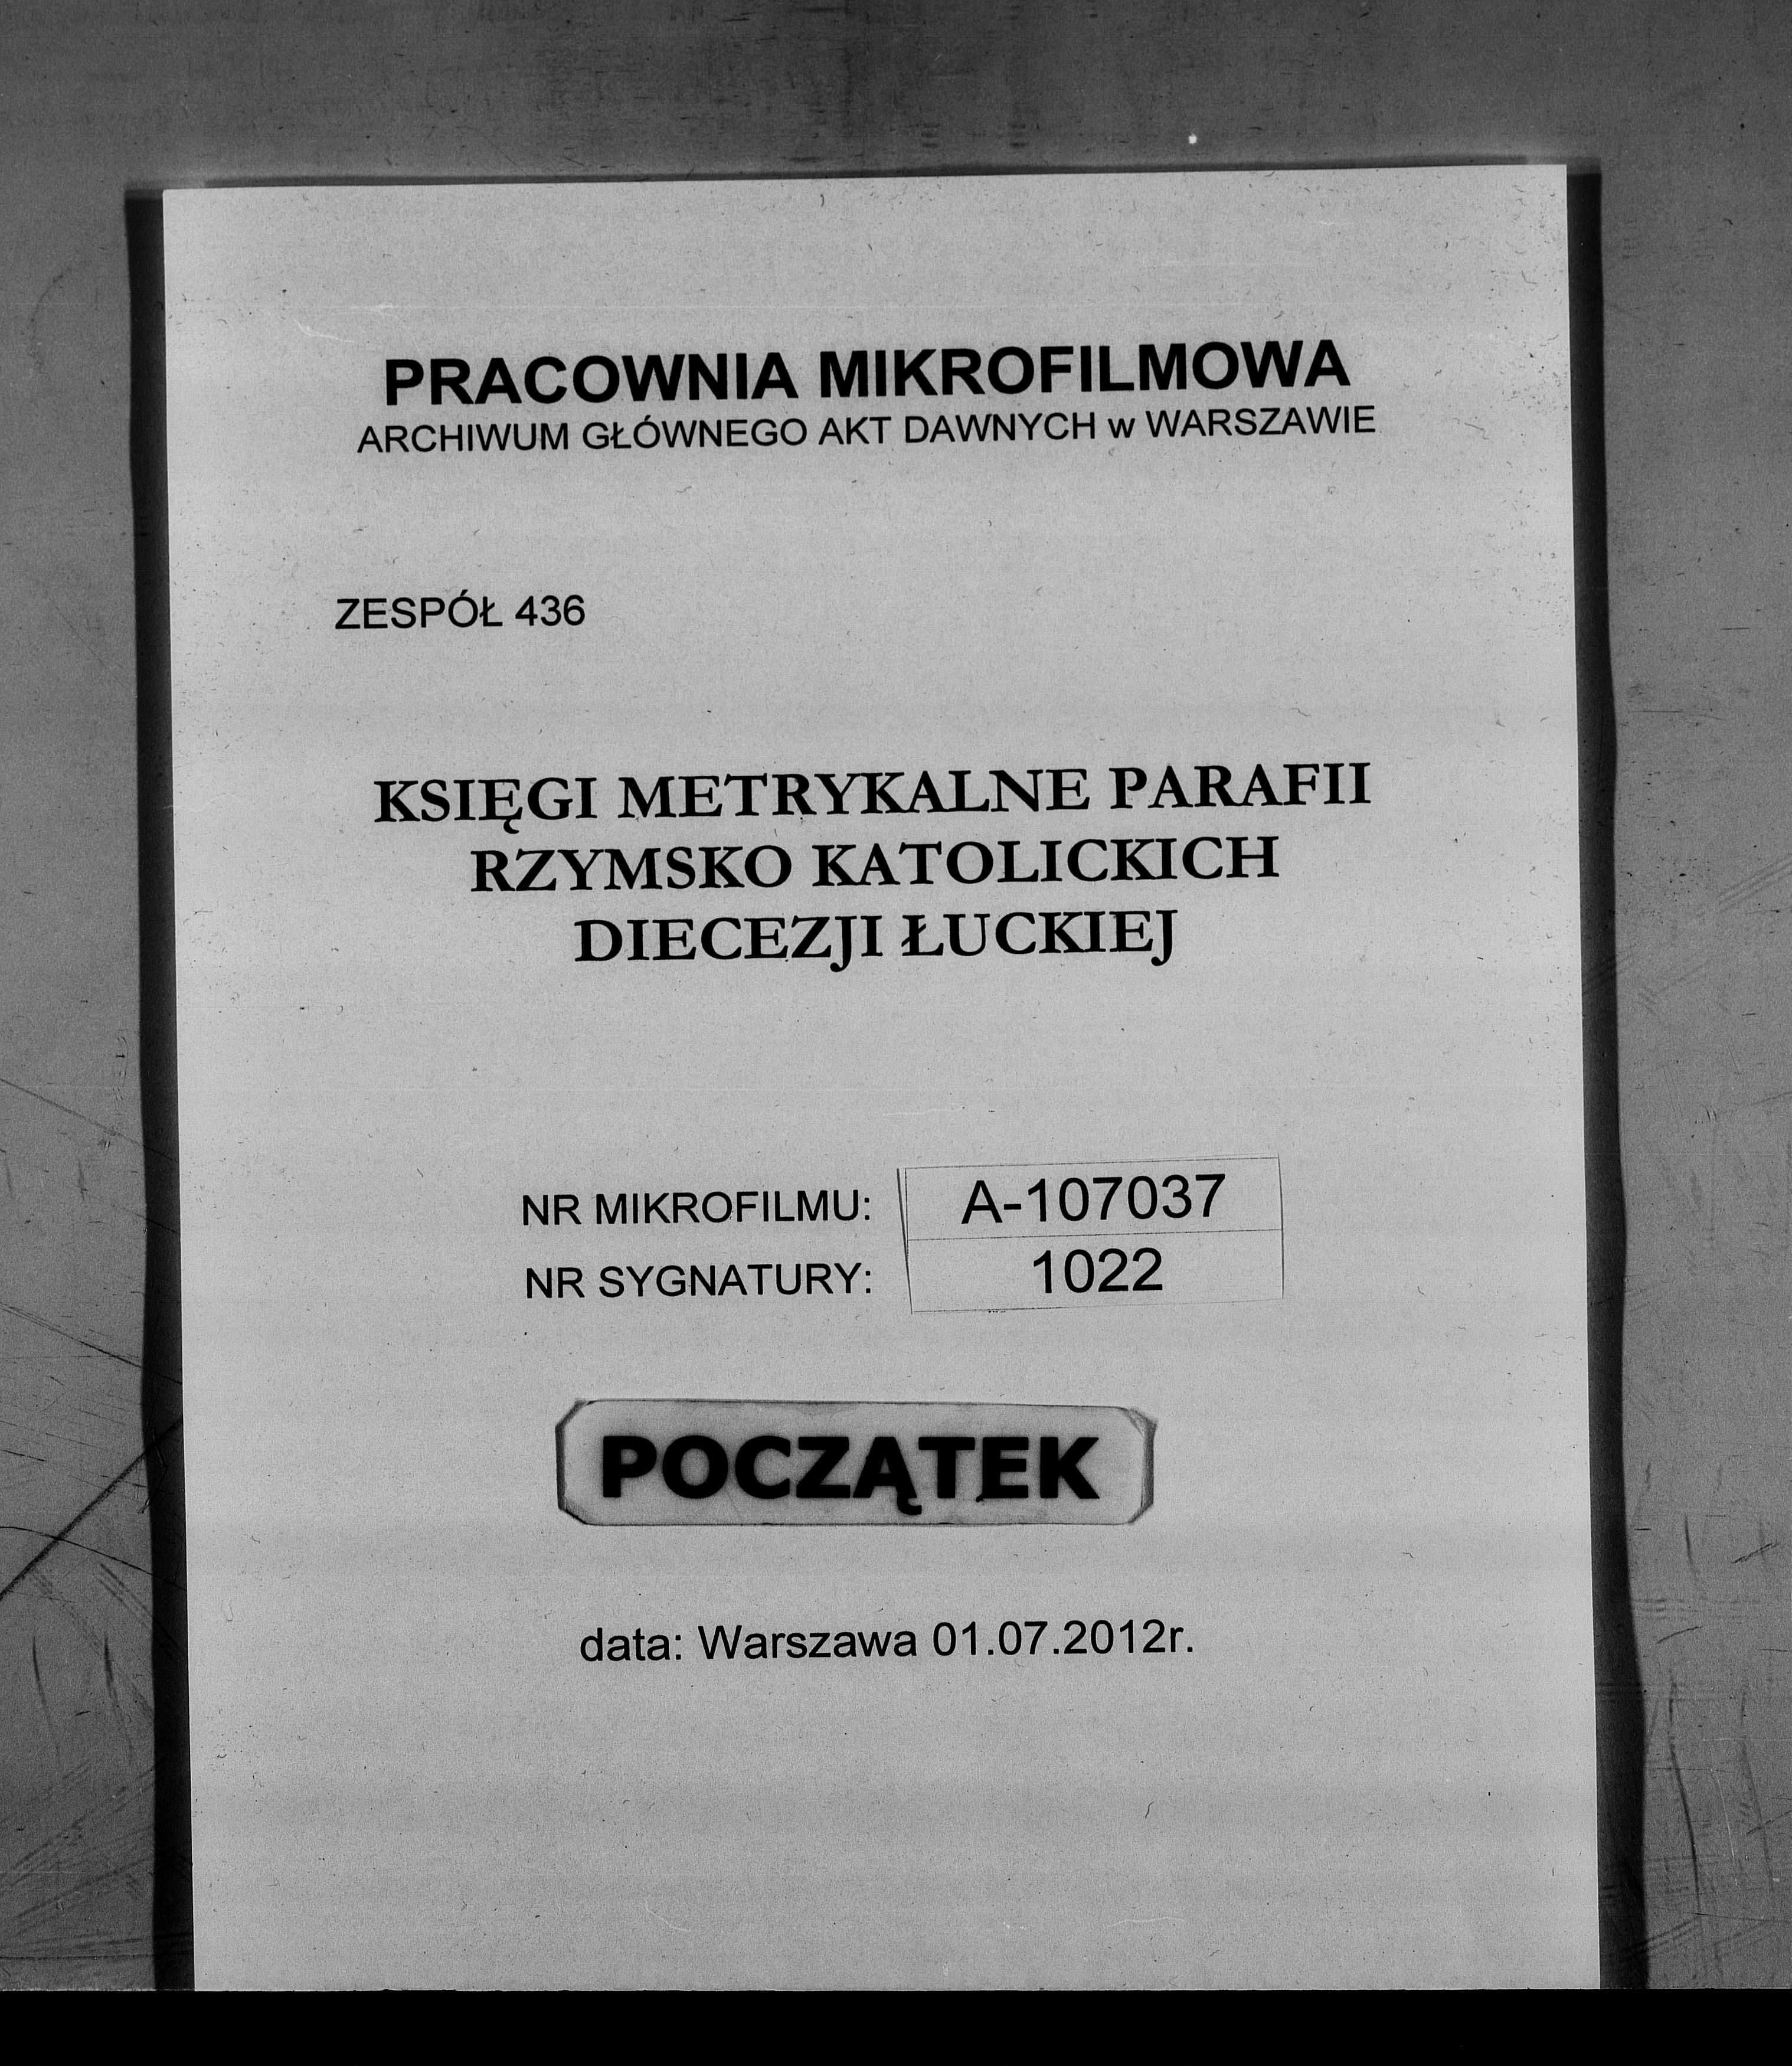 PRACOWNIA MIKROFILMOWA
ARCHIWUM GŁÓWNEGO AKT DAWNYCH w WARSZAWIE
ZESPÓŁ 436
KSIĘGI METRYKALNE PARAFII
RZYMSKO KATOLICKICH
DIECEZJI ŁUCKIEJ
NR MIKROFILMU: A-107037
NR SYGNATURY: 1022
POCZĄTEK
data: Warszawa 01.07.2012r.